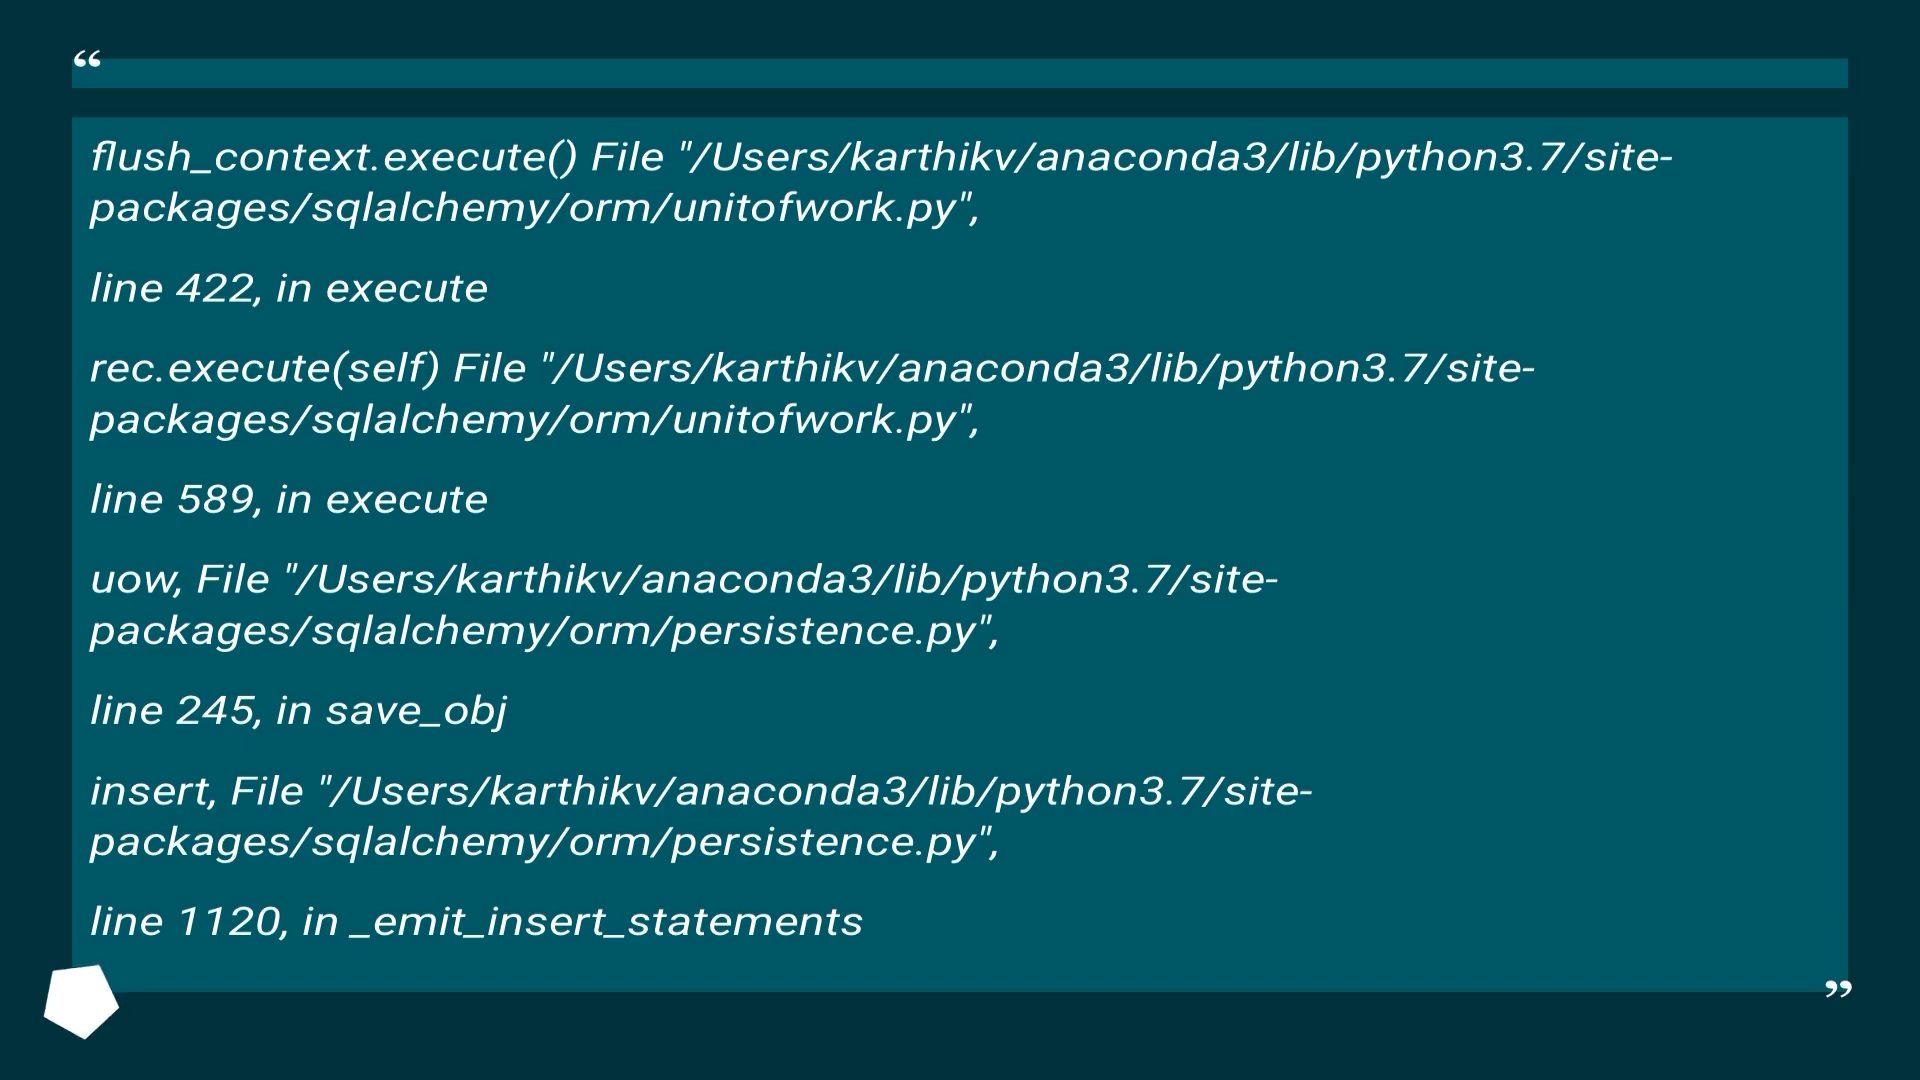 “
flush_context.execute() File "/Users/karthikv/anaconda3/lib/python3.7/site-
packages/sqlalchemy/orm/unitofwork.py",
line 422, in execute
rec.execute(self) File "/Users/karthikv/anaconda3/lib/python3.7/site-
packages/sqlalchemy/orm/unitofwork.py",
line 589, in execute
uow, File "/Users/karthikv/anaconda3/lib/python3.7/site-
packages/sqlalchemy/orm/persistence.py",
line 245, in save_obj
insert, File "/Users/karthikv/anaconda3/lib/python3.7/site-
packages/sqlalchemy/orm/persistence.py",
line 1120, in _emit_insert_statements
”